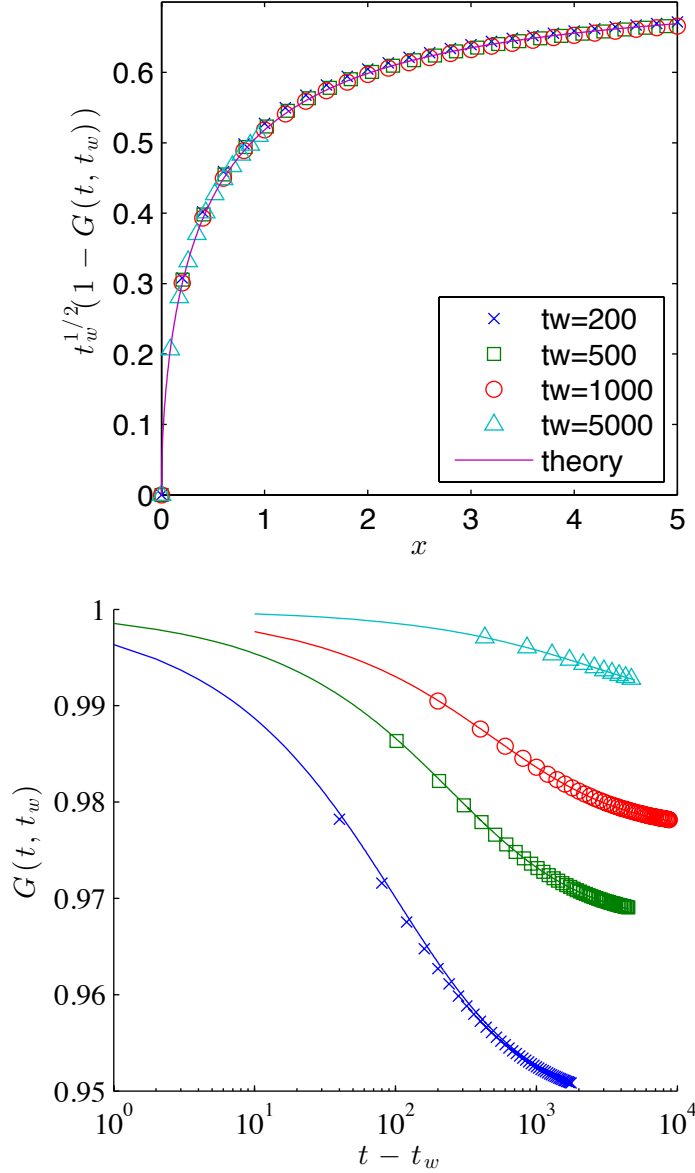 t_w^{1/2}(1 − G(t, t_w))
0.6
0.5
0.4
0.3
0.2
0.1
0
0 1 2 3 4 5
x
tw=200
tw=500
tw=1000
tw=5000
theory
G(t, t_w)
1
0.99
0.98
0.97
0.96
0.95
10^0 10^1 10^2 10^3 10^4
t − t_w